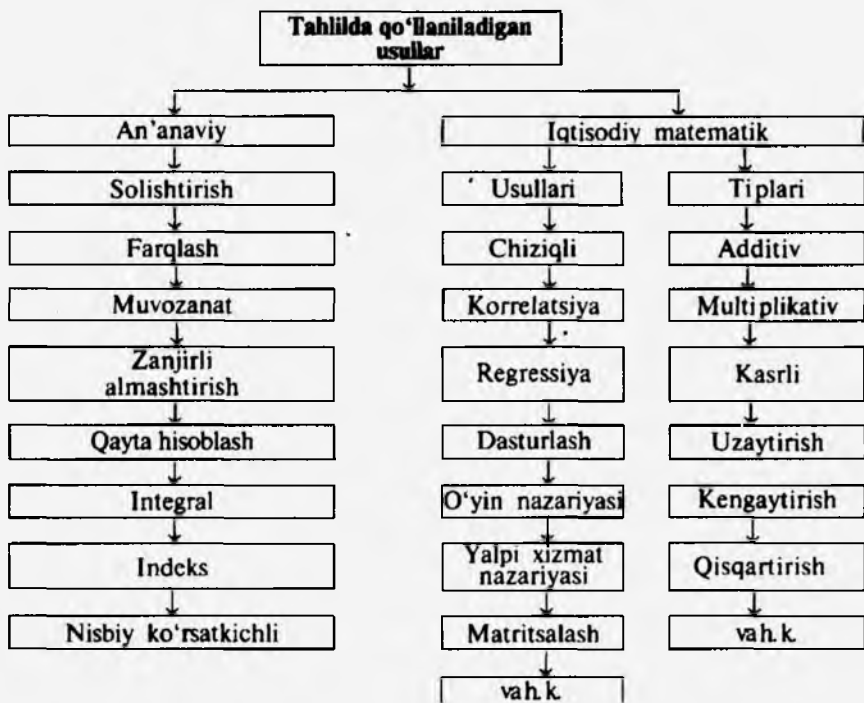 Tahlilda qo‘llaniladigan
usullar
An’anaviy
Solishtirish
Farqlash
Muvozanat
Zanjirli
almashtirish
Qayta hisoblash
Integral
Indeks
Nisbiy ko‘rsatkichli
Iqtisodiy matematik
Usullari
Chiziqli
Korrelatsiya
Regressiya
Dasturlash
O‘yin nazariyasi
Yalpi xizmat
nazariyasi
Matritsalash
vah.k.
Tiplari
Additiv
Multiplikativ
Kasrli
Uzaytirish
Kengaytirish
Qisqartirish
vah.k.